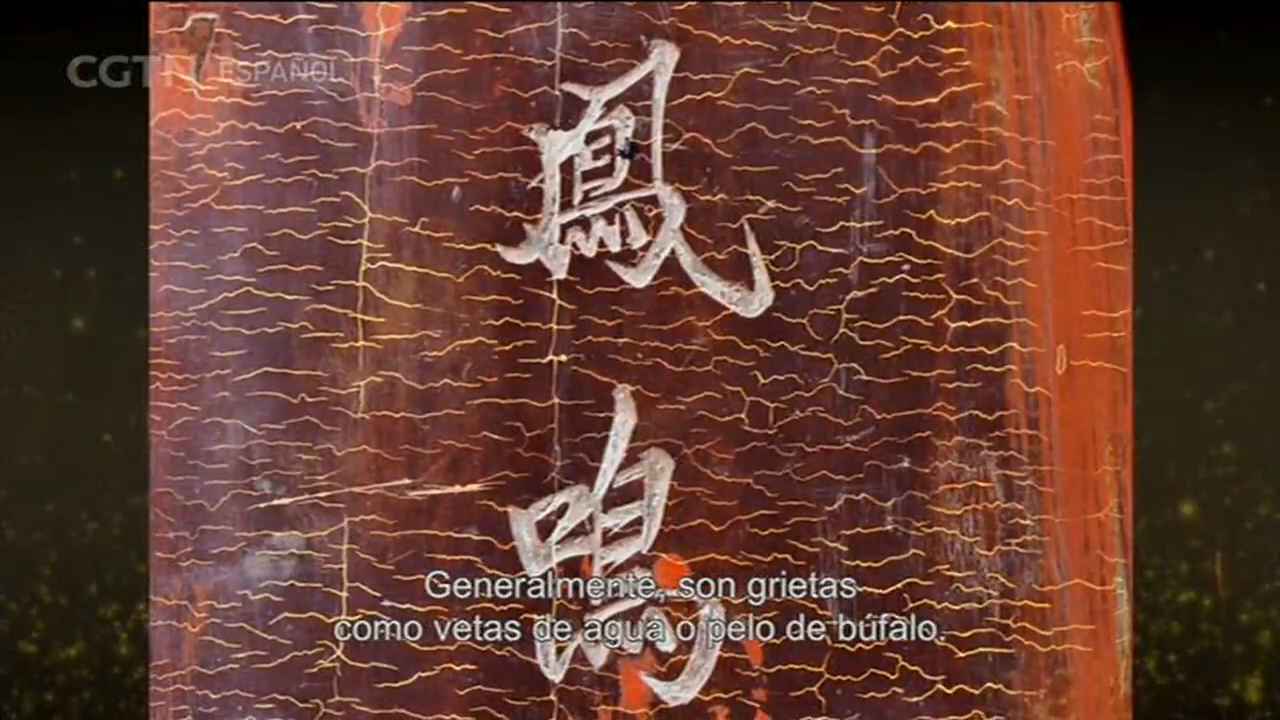 CGTN ESPAÑOL
鳳
鳴
Generalmente, son grietas
como vetas de agua o pelo de búfalo.